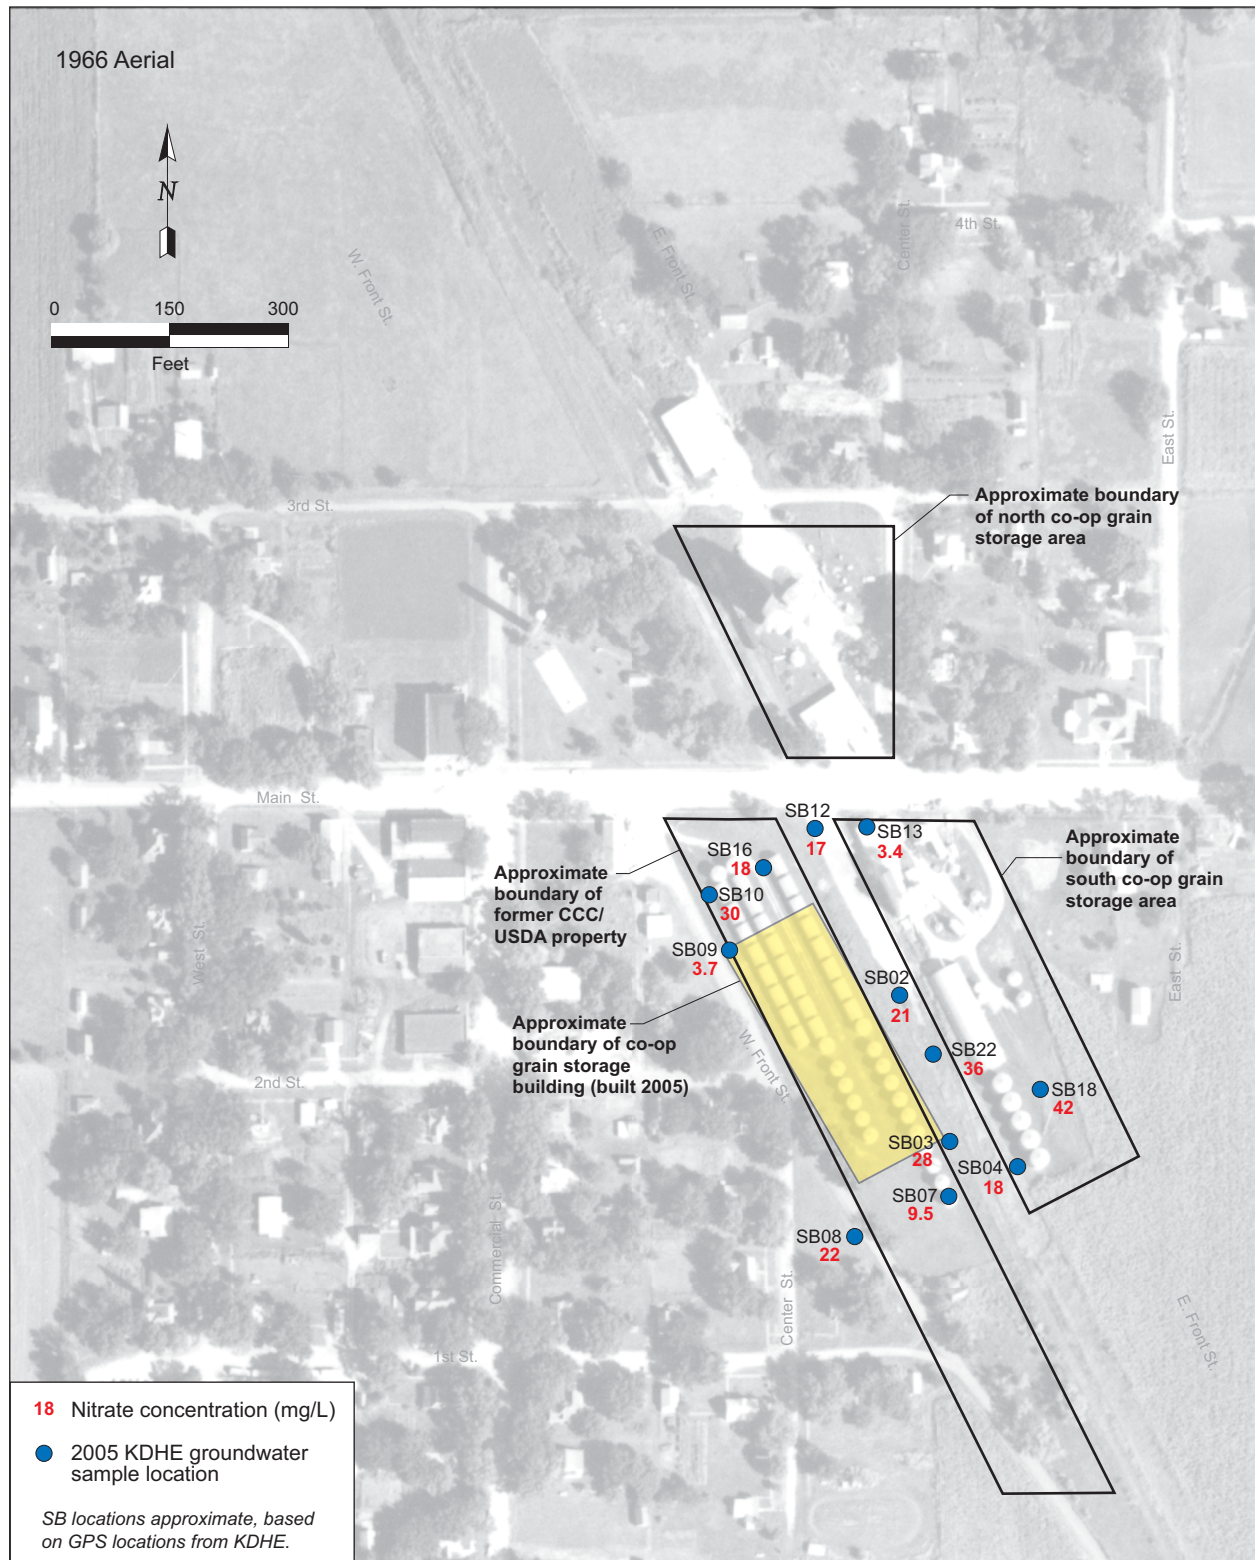 1966 Aerial
N
0 150 300
Feet
W. Front St.
E. Front St.
Center St.
4th St.
East St.
3rd St.
Approximate boundary
of north co-op grain
storage area
Main St.
SB12
17
SB13
3.4
SB16
18
SB10
30
Approximate
boundary of
former CCC/
USDA property
Approximate
boundary of
south co-op grain
storage area
West St.
SB09
3.7
SB02
21
East St.
Approximate
boundary of co-op
grain storage
building (built 2005)
W. Front St.
SB22
36
2nd St.
SB18
42
SB03
28
SB04
18
SB07
9.5
SB08
22
Commercial St.
Center St.
E. Front St.
1st St.
18 Nitrate concentration (mg/L)
2005 KDHE groundwater
sample location
SB locations approximate, based
on GPS locations from KDHE.